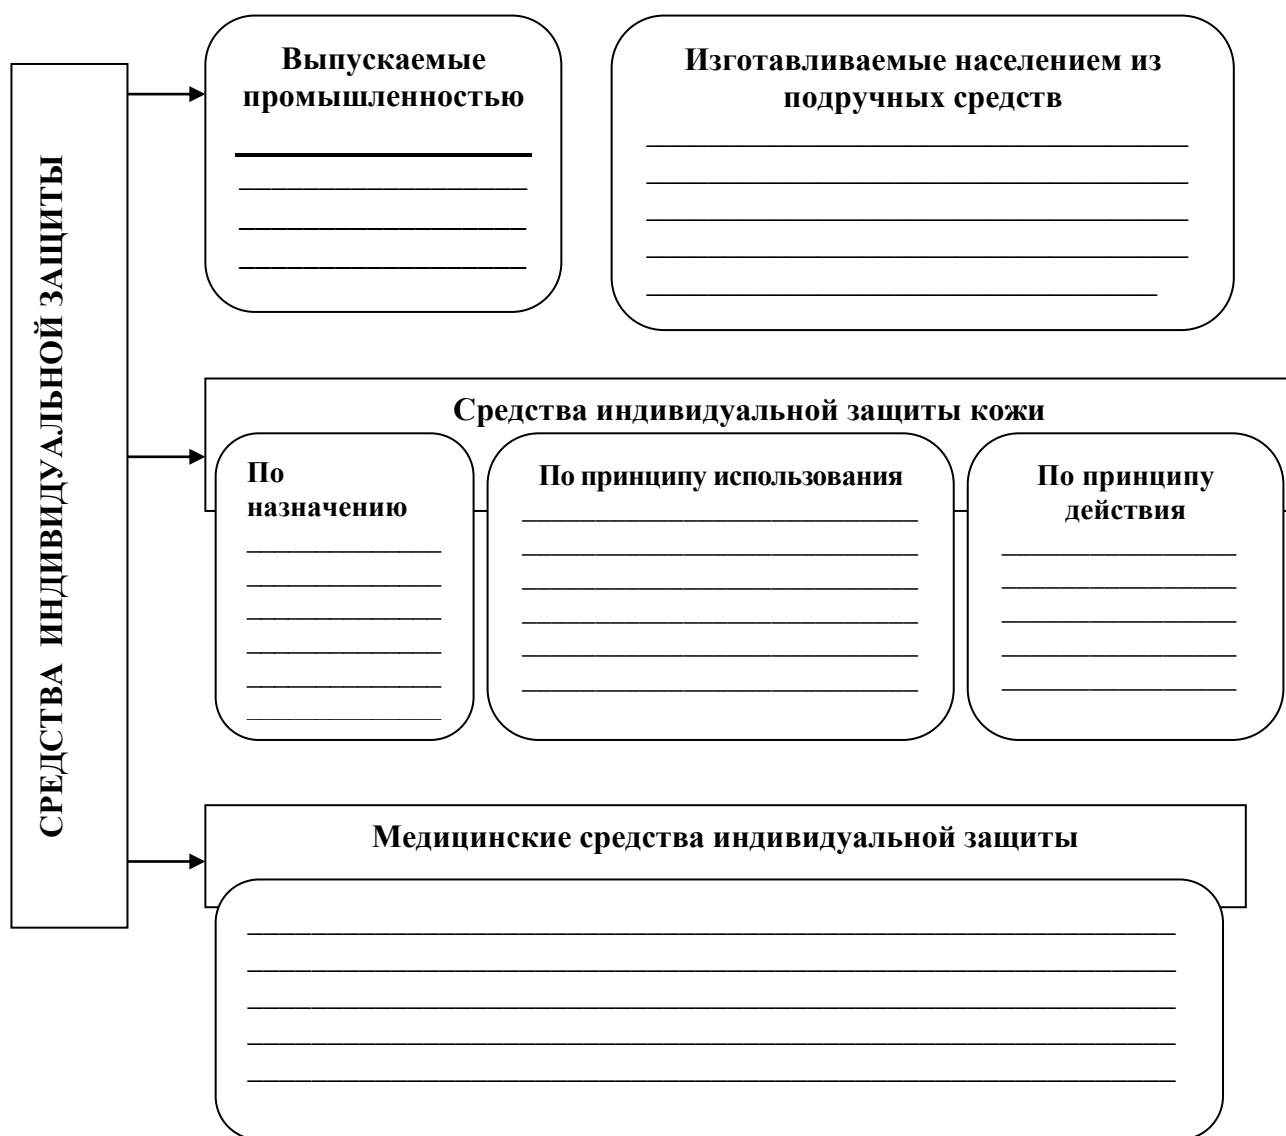 СРЕДСТВА ИНДИВИДУАЛЬНОЙ ЗАЩИТЫ
Выпускаемые
промышленностью
Изготавливаемые населением из
подручных средств
Средства индивидуальной защиты кожи
По
назначению
По принципу использования
По принципу
действия
Медицинские средства индивидуальной защиты